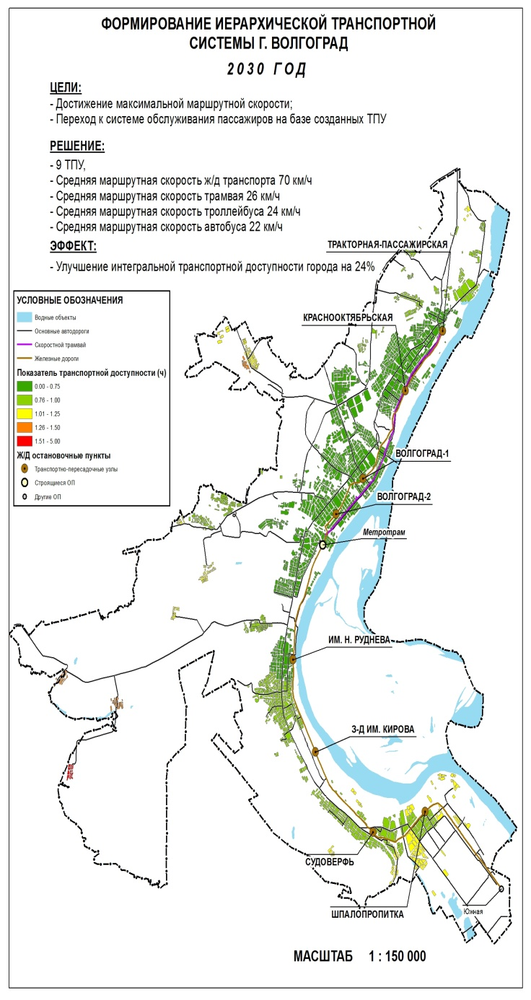 ФОРМИРОВАНИЕ ИЕРАРХИЧЕСКОЙ ТРАНСПОРТНОЙ
СИСТЕМЫ Г. ВОЛГОГРАД
2030 ГОД
ЦЕЛИ:
- Достижение максимальной маршрутной скорости;
- Переход к системе обслуживания пассажиров на базе созданных ТПУ
РЕШЕНИЕ:
- 9 ТПУ,
- Средняя маршрутная скорость ж/д транспорта 70 км/ч
- Средняя маршрутная скорость трамвая 26 км/ч
- Средняя маршрутная скорость троллейбуса 24 км/ч
- Средняя маршрутная скорость автобуса 22 км/ч
ЭФФЕКТ:
- Улучшение интегральной транспортной доступности города на 24%
УСЛОВНЫЕ ОБОЗНАЧЕНИЯ
Водные объекты
Основные автодороги
Скоростной трамвай
Железные дороги
Показатель транспортной доступности (ч)
0.00 - 0.75
0.76 - 1.00
1.01 - 1.25
1.26 - 1.50
1.51 - 5.00
Ж/Д остановочные пункты
Транспортно-пересадочные узлы
Строящиеся ОП
Другие ОП
ТРАКТОРНАЯ-ПАССАЖИРСКАЯ
КРАСНООКТЯБРЬСКАЯ
ВОЛГОГРАД-1
ВОЛГОГРАД-2
Метротрам
ИМ. Н. РУДНЕВА
З-Д ИМ. КИРОВА
СУДОВЕРФЬ
ШПАЛОПРОПИТКА
Южная
МАСШТАБ 1 : 150 000